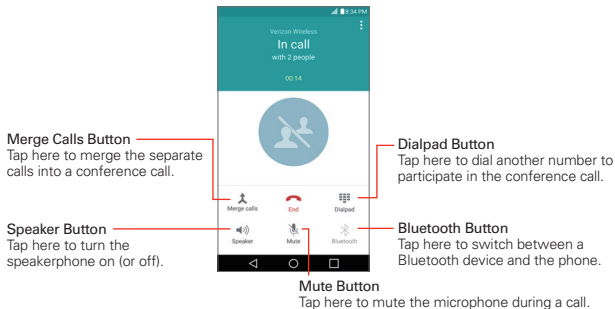 8:34 PM
Verizon Wireless
In call
with 2 people
00:14
Merge Calls Button
Tap here to merge the separate
calls into a conference call.
Dialpad Button
Tap here to dial another number to
participate in the conference call.
Merge calls
End
Dialpad
Speaker Button
Tap here to turn the
speakerphone on (or off).
Speaker
Mute
Bluetooth
Bluetooth Button
Tap here to switch between a
Bluetooth device and the phone.
Mute Button
Tap here to mute the microphone during a call.